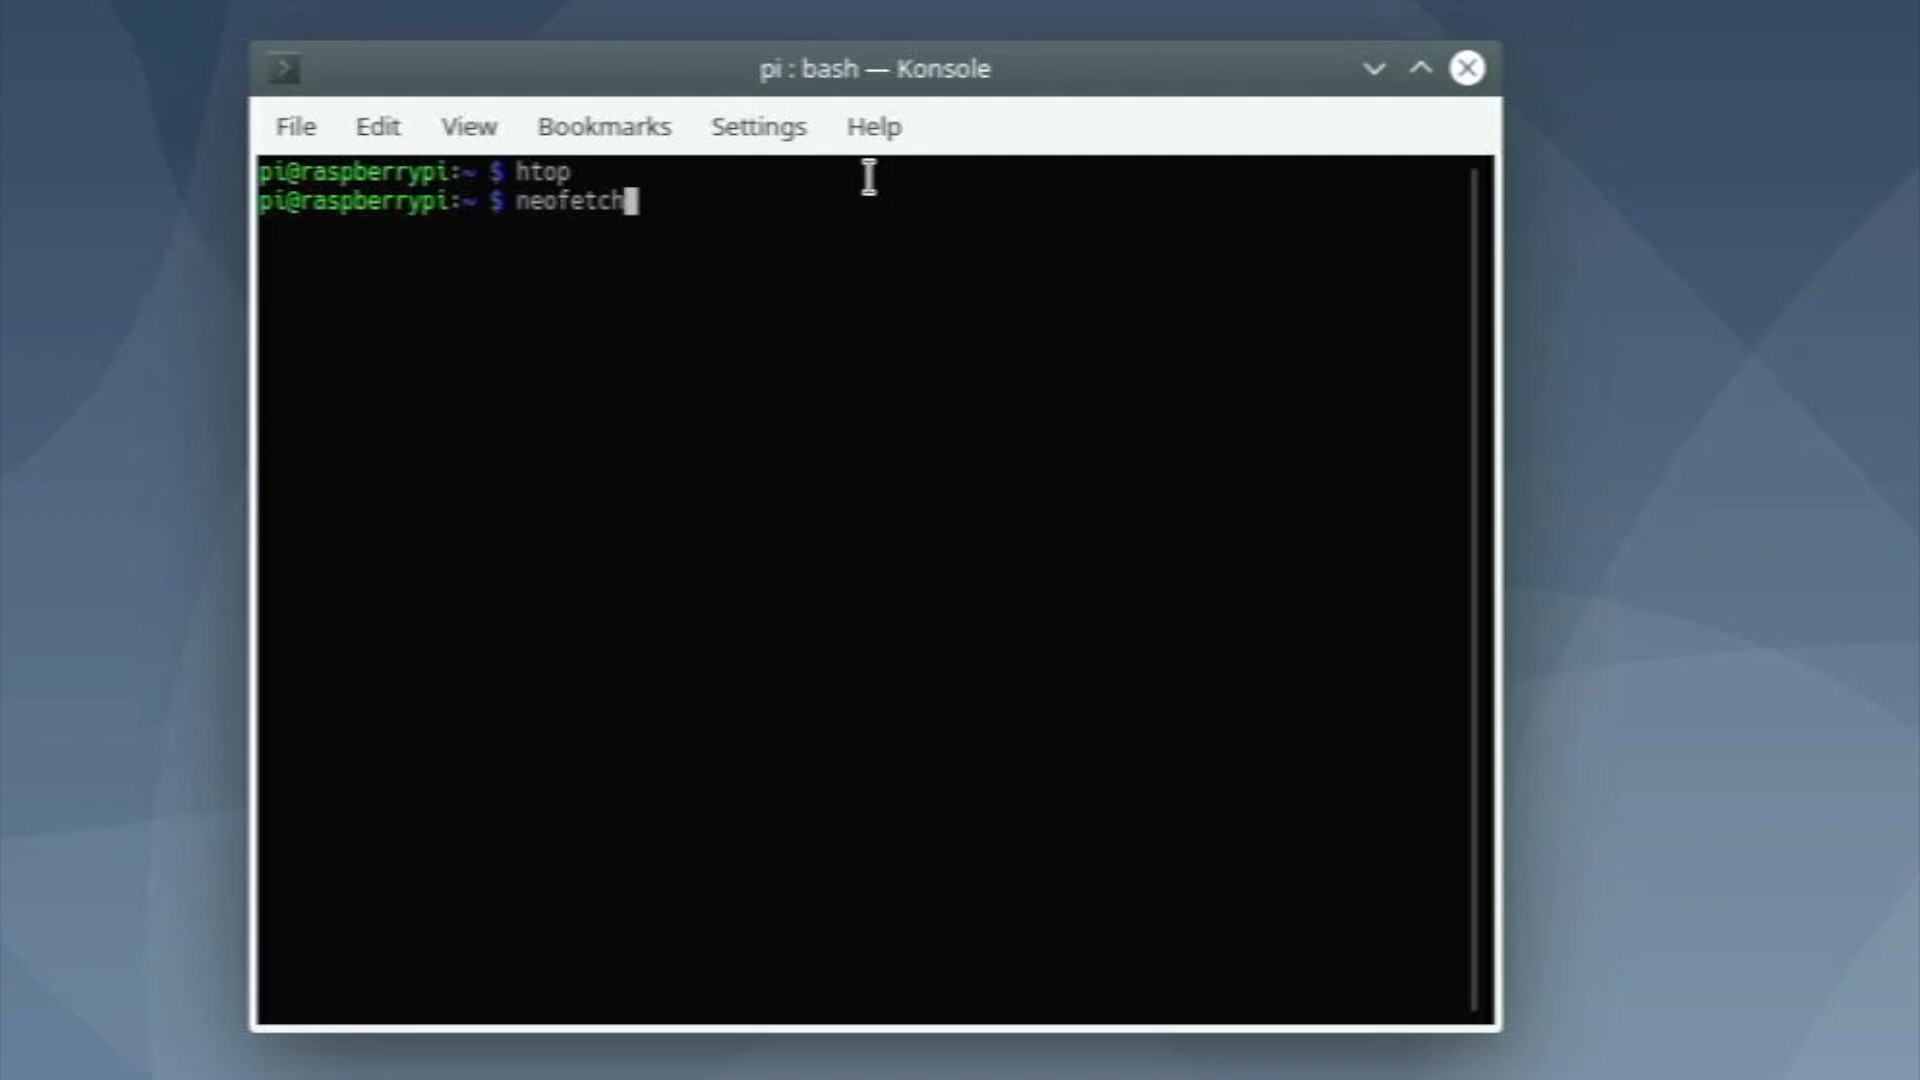 pi : bash — Konsole
File Edit View Bookmarks Settings Help
pi@raspberrypi:~ $ htop
pi@raspberrypi:~ $ neofetch